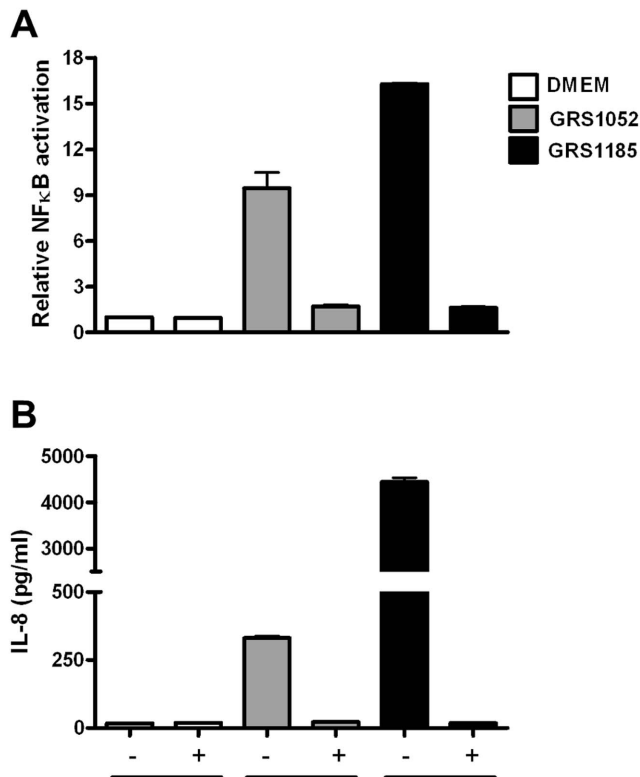 A
Relative NFκB activation
18
15
12
9
6
3
0
DMEM
GRS1052
GRS1185
B
IL-8 (pg/ml)
5000
4000
3000
500
250
0
- + - + - +